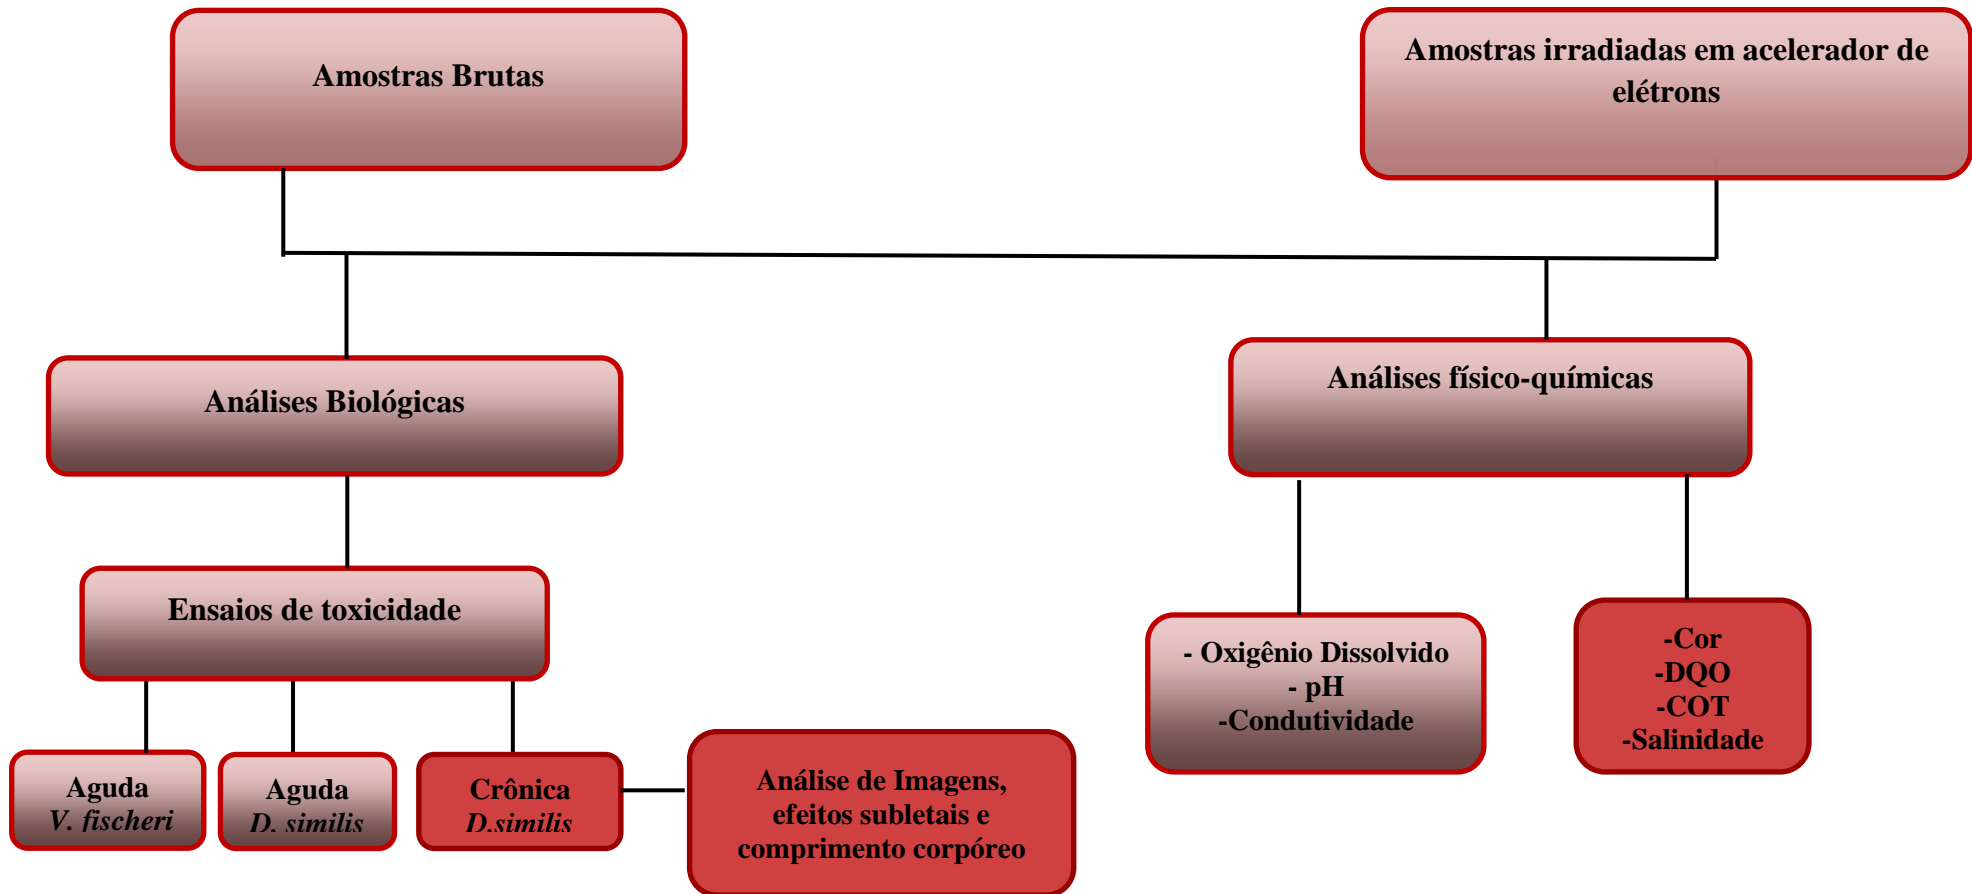 Amostras Brutas
Amostras irradiadas em acelerador de
elétrons
Análises Biológicas
Análises físico-químicas
Ensaios de toxicidade
- Oxigênio Dissolvido
- pH
-Condutividade
-Cor
-DQO
-COT
-Salinidade
Aguda
V. fischeri
Aguda
D. similis
Crônica
D.similis
Análise de Imagens,
efeitos subletais e
comprimento corpóreo